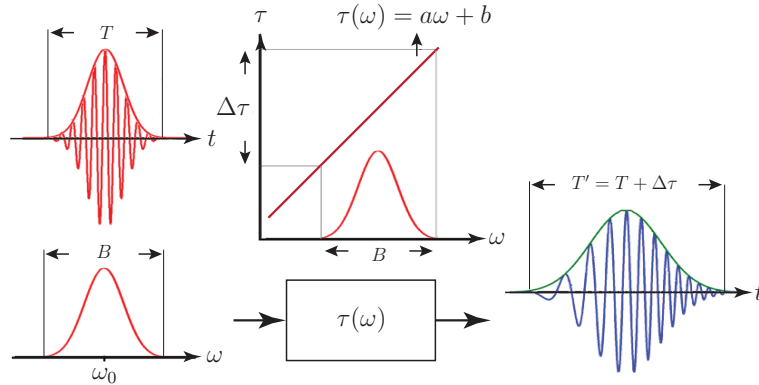 T
t
τ
τ(ω) = aω + b
Δτ
B
ω
B
ω
ω₀
τ(ω)
T′ = T + Δτ
t